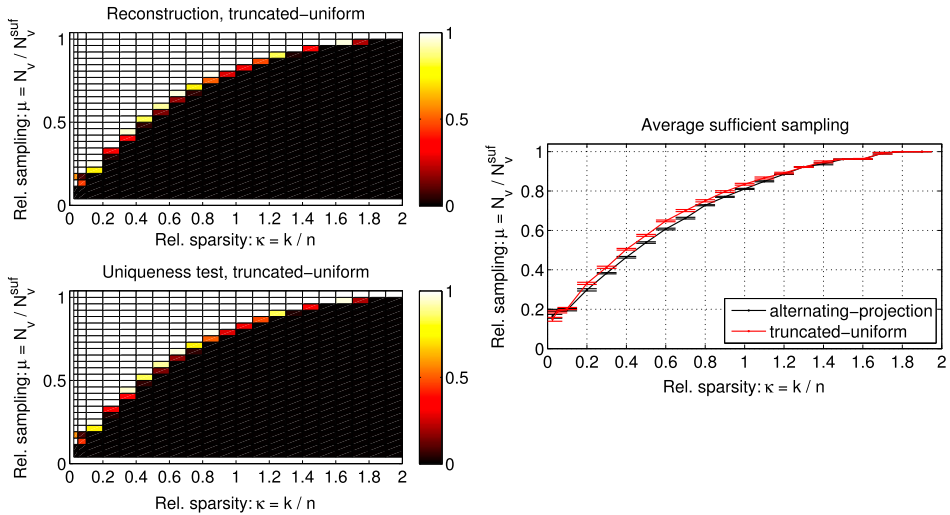 Reconstruction, truncated-uniform
Rel. sampling: μ = N_v / N_v^suf
1
0.5
0
0 0.2 0.4 0.6 0.8 1 1.2 1.4 1.6 1.8 2
Rel. sparsity: κ = k / n
1
0.5
0
Uniqueness test, truncated-uniform
Rel. sampling: μ = N_v / N_v^suf
1
0.5
0
0 0.2 0.4 0.6 0.8 1 1.2 1.4 1.6 1.8 2
Rel. sparsity: κ = k / n
1
0.5
0
Average sufficient sampling
Rel. sampling: μ = N_v / N_v^suf
1
0.8
0.6
0.4
0.2
0
0 0.2 0.4 0.6 0.8 1 1.2 1.4 1.6 1.8 2
Rel. sparsity: κ = k / n
alternating-projection
truncated-uniform